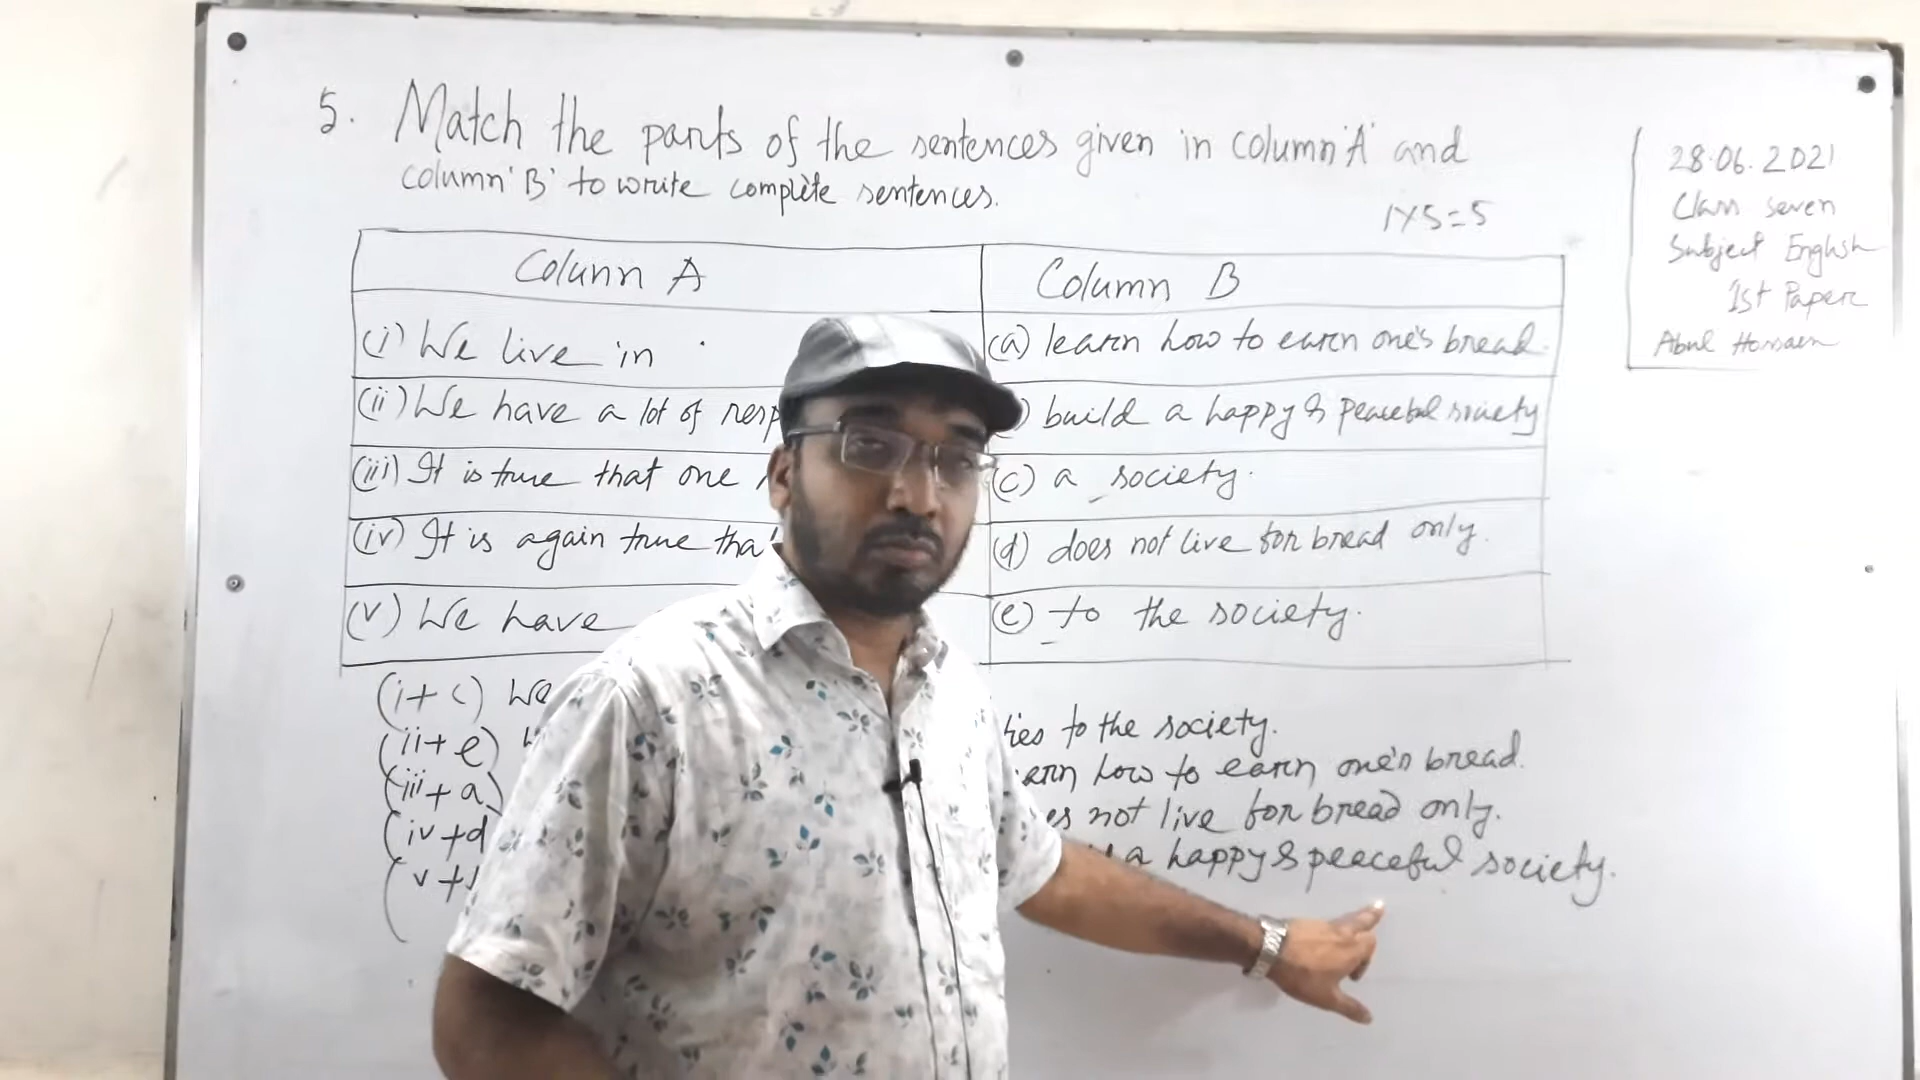 5. Match the parts of the sentences given in column 'A' and
column 'B' to write complete sentences.
1×5=5
28.06.2021
Class Seven
Subject English
1st Paper
Abul Hossaen
Column A
Column B
(i) We live in
(a) learn how to earn one's bread.
(ii) We have a lot of resp
build a happy & peaceful society
(iii) It is true that one
(c) a society.
(iv) It is again true tha
(d) does not live for bread only.
(v) We have
(e) to the society.
(i+c) We
(ii+e)
ties to the society.
(iii+a)
earn how to earn one's bread.
(iv+d
es not live for bread only.
(v+
a happy & peaceful society.